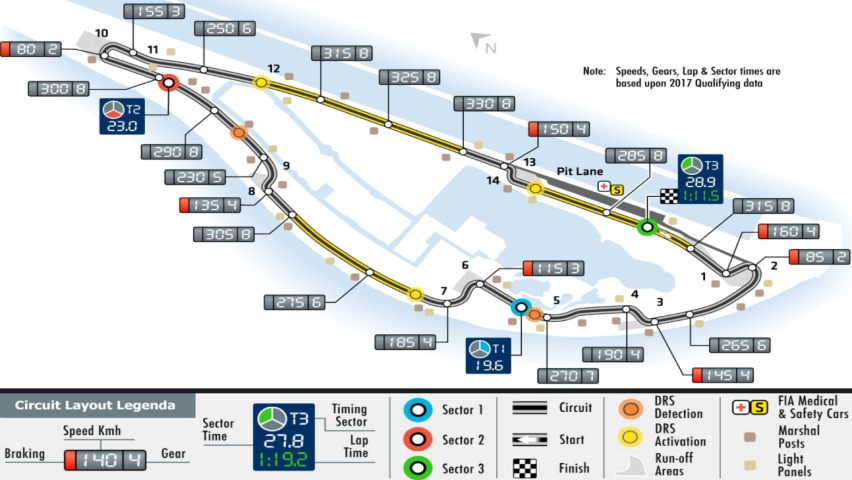 155 3
10
11
250 6
80 2
315 8
N
12
Note: Speeds, Gears, Lap & Sector times are
based upon 2017 Qualifying data
325 8
300 8
T2
23.0
330 8
150 4
290 8
9
13
285 8
T3
28.9
1:11.5
Pit Lane
S
14
230 5
8
135 4
315 8
160 4
305 8
85 2
6
115 3
1
2
275 6
7
5
4
3
185 4
T1
19.6
190 4
265 6
270 7
145 4
Circuit Layout Legenda
Speed Kmh
Braking
140 4
Gear
Sector
Time
T3
27.8
1:19.2
Timing
Sector
Lap
Time
Sector 1
Sector 2
Sector 3
Circuit
Start
Finish
DRS
Detection
DRS
Activation
Run-off
Areas
S
FIA Medical
& Safety Cars
Marshal
Posts
Light
Panels